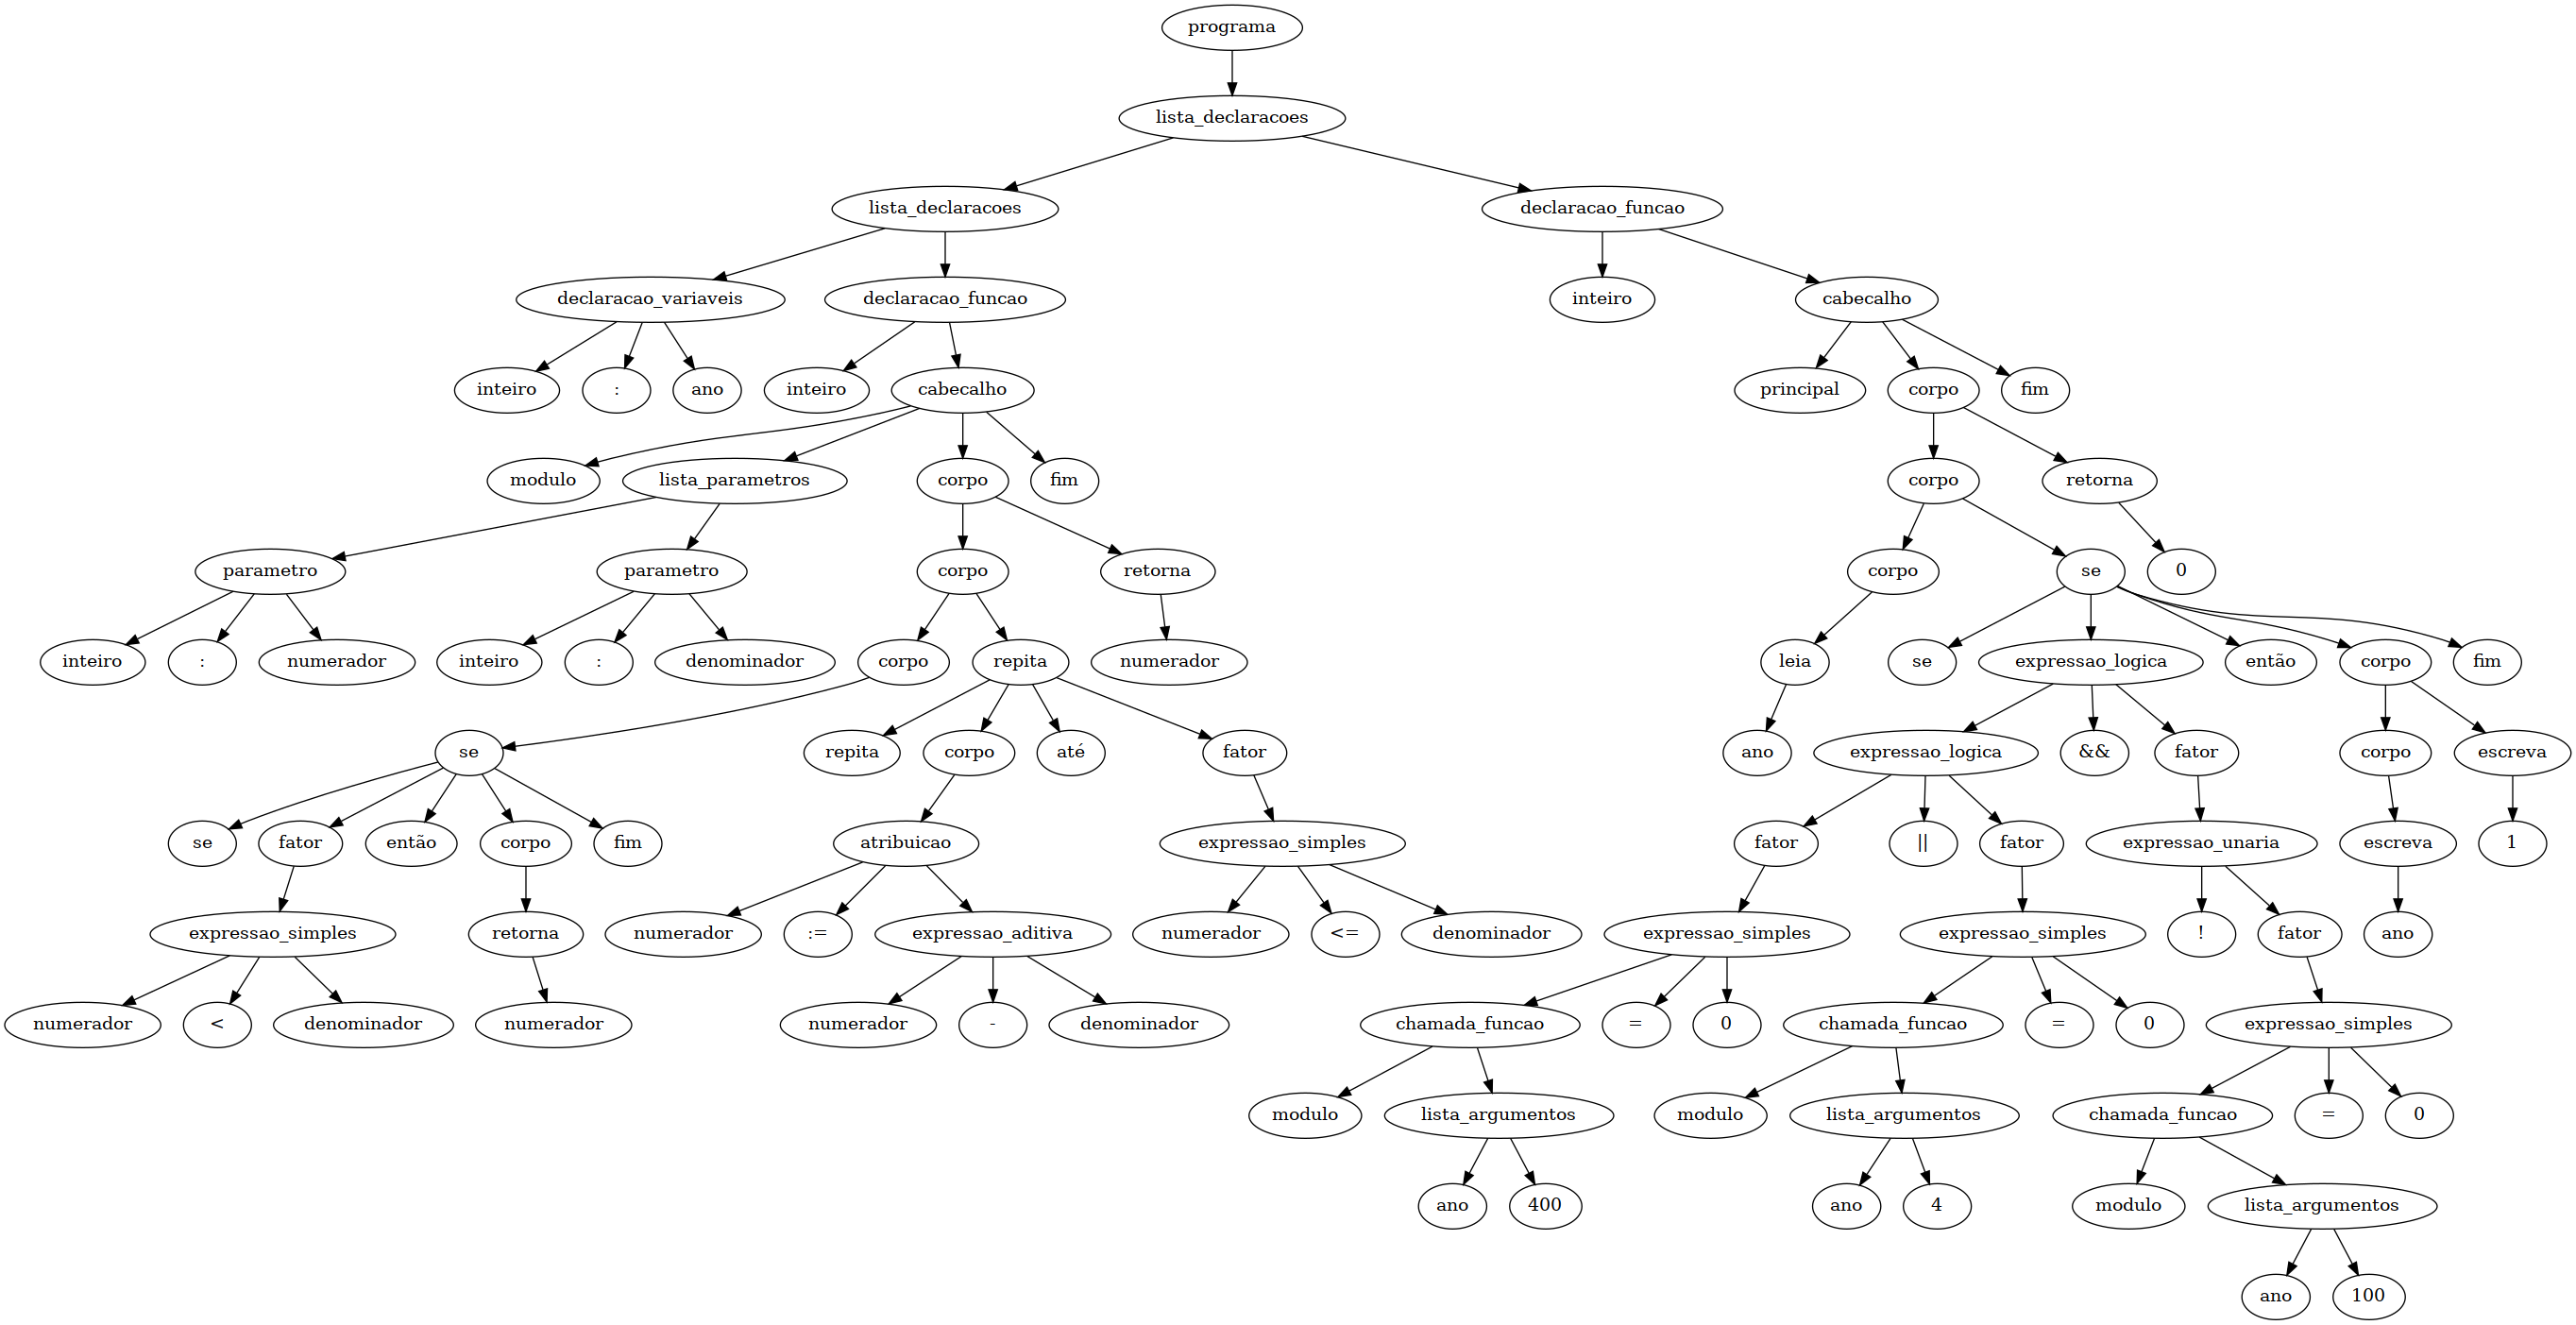 programa
lista_declaracoes
lista_declaracoes declaracao_funcao
declaracao_variaveis declaracao_funcao inteiro cabecalho
inteiro : ano inteiro cabecalho principal corpo fim
modulo lista_parametros corpo fim corpo retorna
parametro parametro corpo retorna corpo se 0
inteiro : numerador inteiro : denominador corpo repita numerador leia se expressao_logica então corpo fim
se repita corpo até fator ano expressao_logica && fator corpo escreva
se fator então corpo fim atribuicao expressao_simples fator || fator expressao_unaria escreva 1
expressao_simples retorna numerador := expressao_aditiva numerador <= denominador expressao_simples expressao_simples ! fator ano
numerador < denominador numerador numerador - denominador chamada_funcao = 0 chamada_funcao = 0 expressao_simples
modulo lista_argumentos modulo lista_argumentos chamada_funcao = 0
ano 400 ano 4 modulo lista_argumentos
ano 100